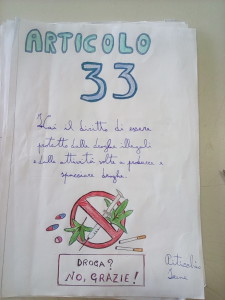 ARTICOLO
33
Hai il diritto di essere
protetto dalle droghe illegali
e dalle attività volte a produrre e
spacciare droghe.
DROGA?
NO, GRAZIE!